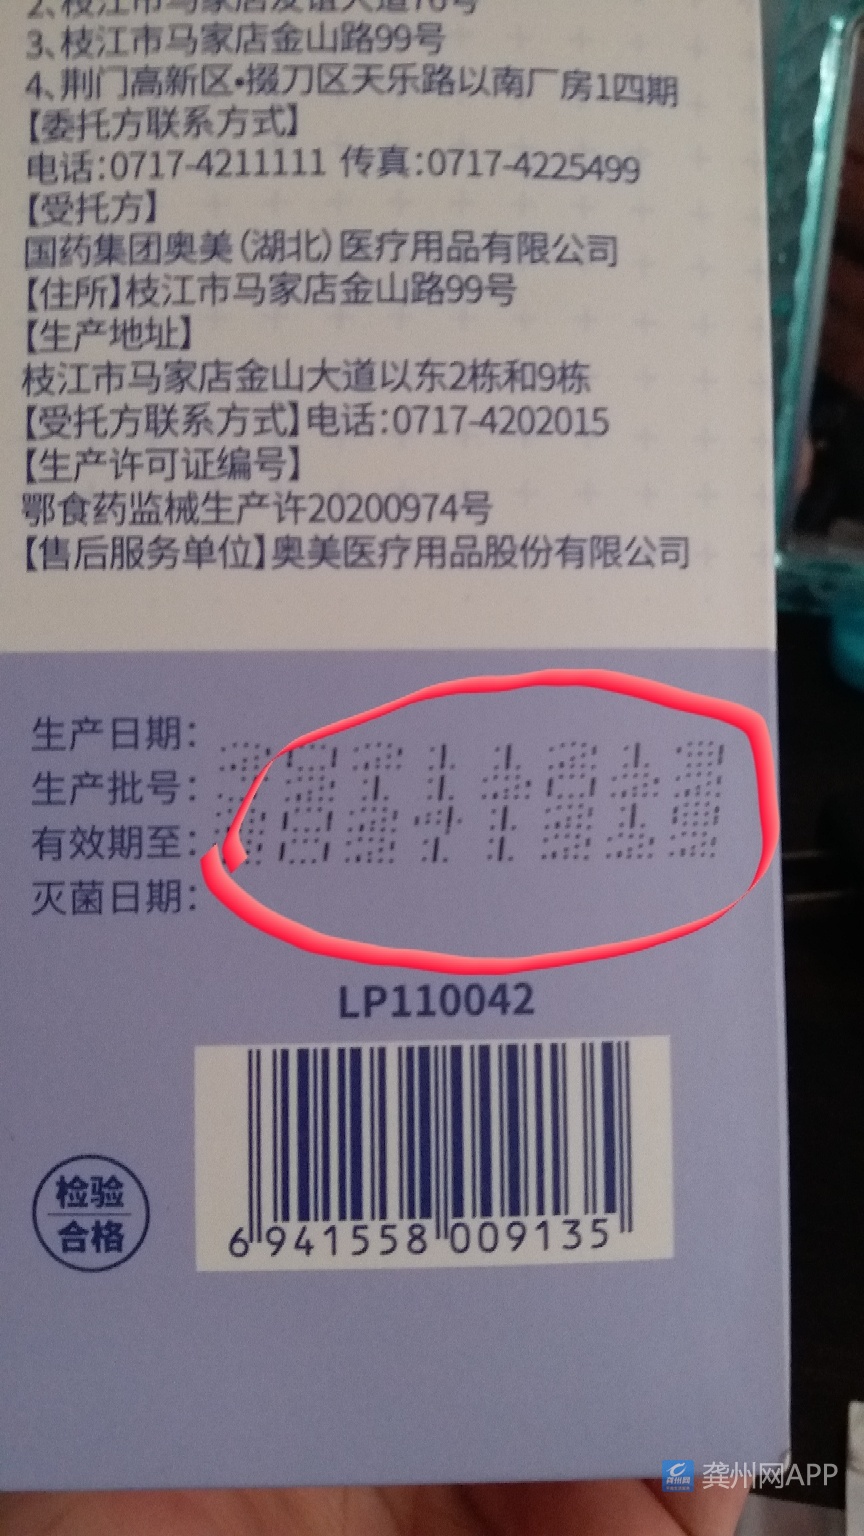 3、枝江市马家店金山路99号
4、荆门高新区•掇刀区天乐路以南厂房1四期
【委托方联系方式】
电话:0717-4211111 传真:0717-4225499
【受托方】
国药集团奥美(湖北)医疗用品有限公司
【住所】枝江市马家店金山路99号
【生产地址】
枝江市马家店金山大道以东2栋和9栋
【受托方联系方式】电话:0717-4202015
【生产许可证编号】
鄂食药监械生产许20200974号
【售后服务单位】奥美医疗用品股份有限公司
生产日期:
生产批号:
有效期至:
灭菌日期:
LP110042
6 941558 009135
检验
合格
龚州网APP